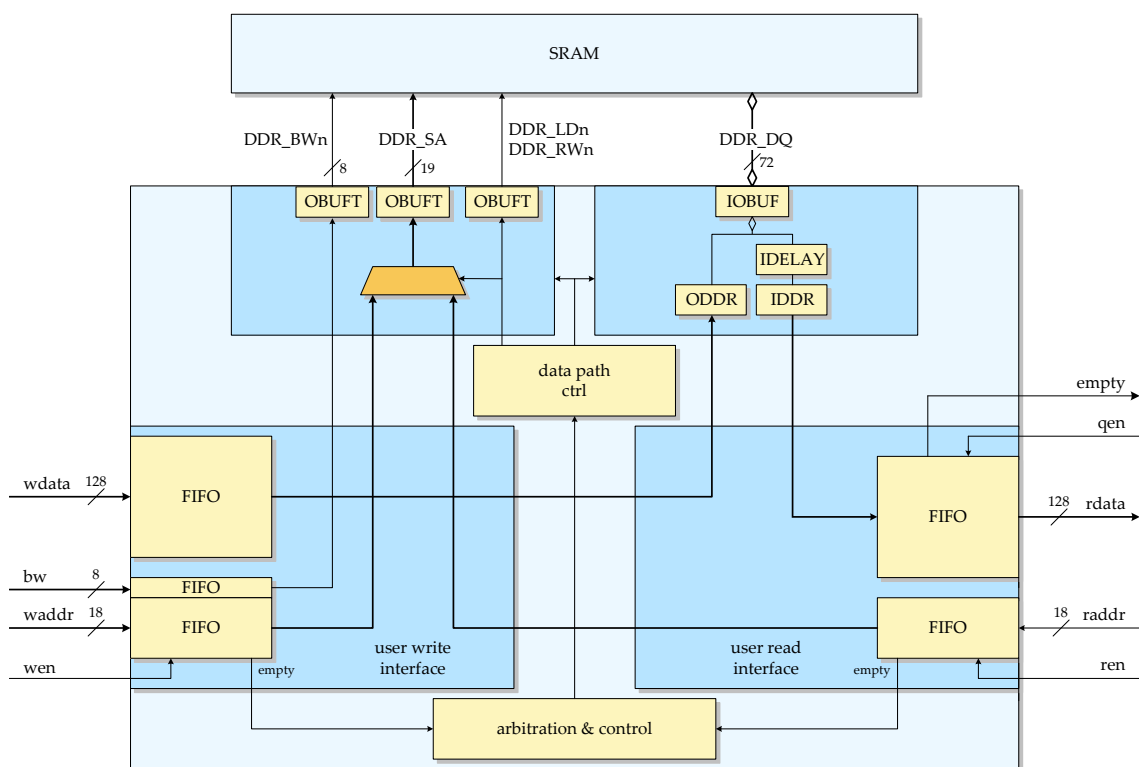 SRAM
DDR_BWn
DDR_SA
DDR_LDn
DDR_RWn
DDR_DQ
8
19
72
OBUFT
OBUFT
OBUFT
IOBUF
IDELAY
ODDR
IDDR
data path
ctrl
empty
qen
wdata
128
FIFO
FIFO
128
rdata
bw
8
FIFO
waddr
18
FIFO
FIFO
18
raddr
user write
interface
user read
interface
wen
empty
empty
ren
arbitration & control